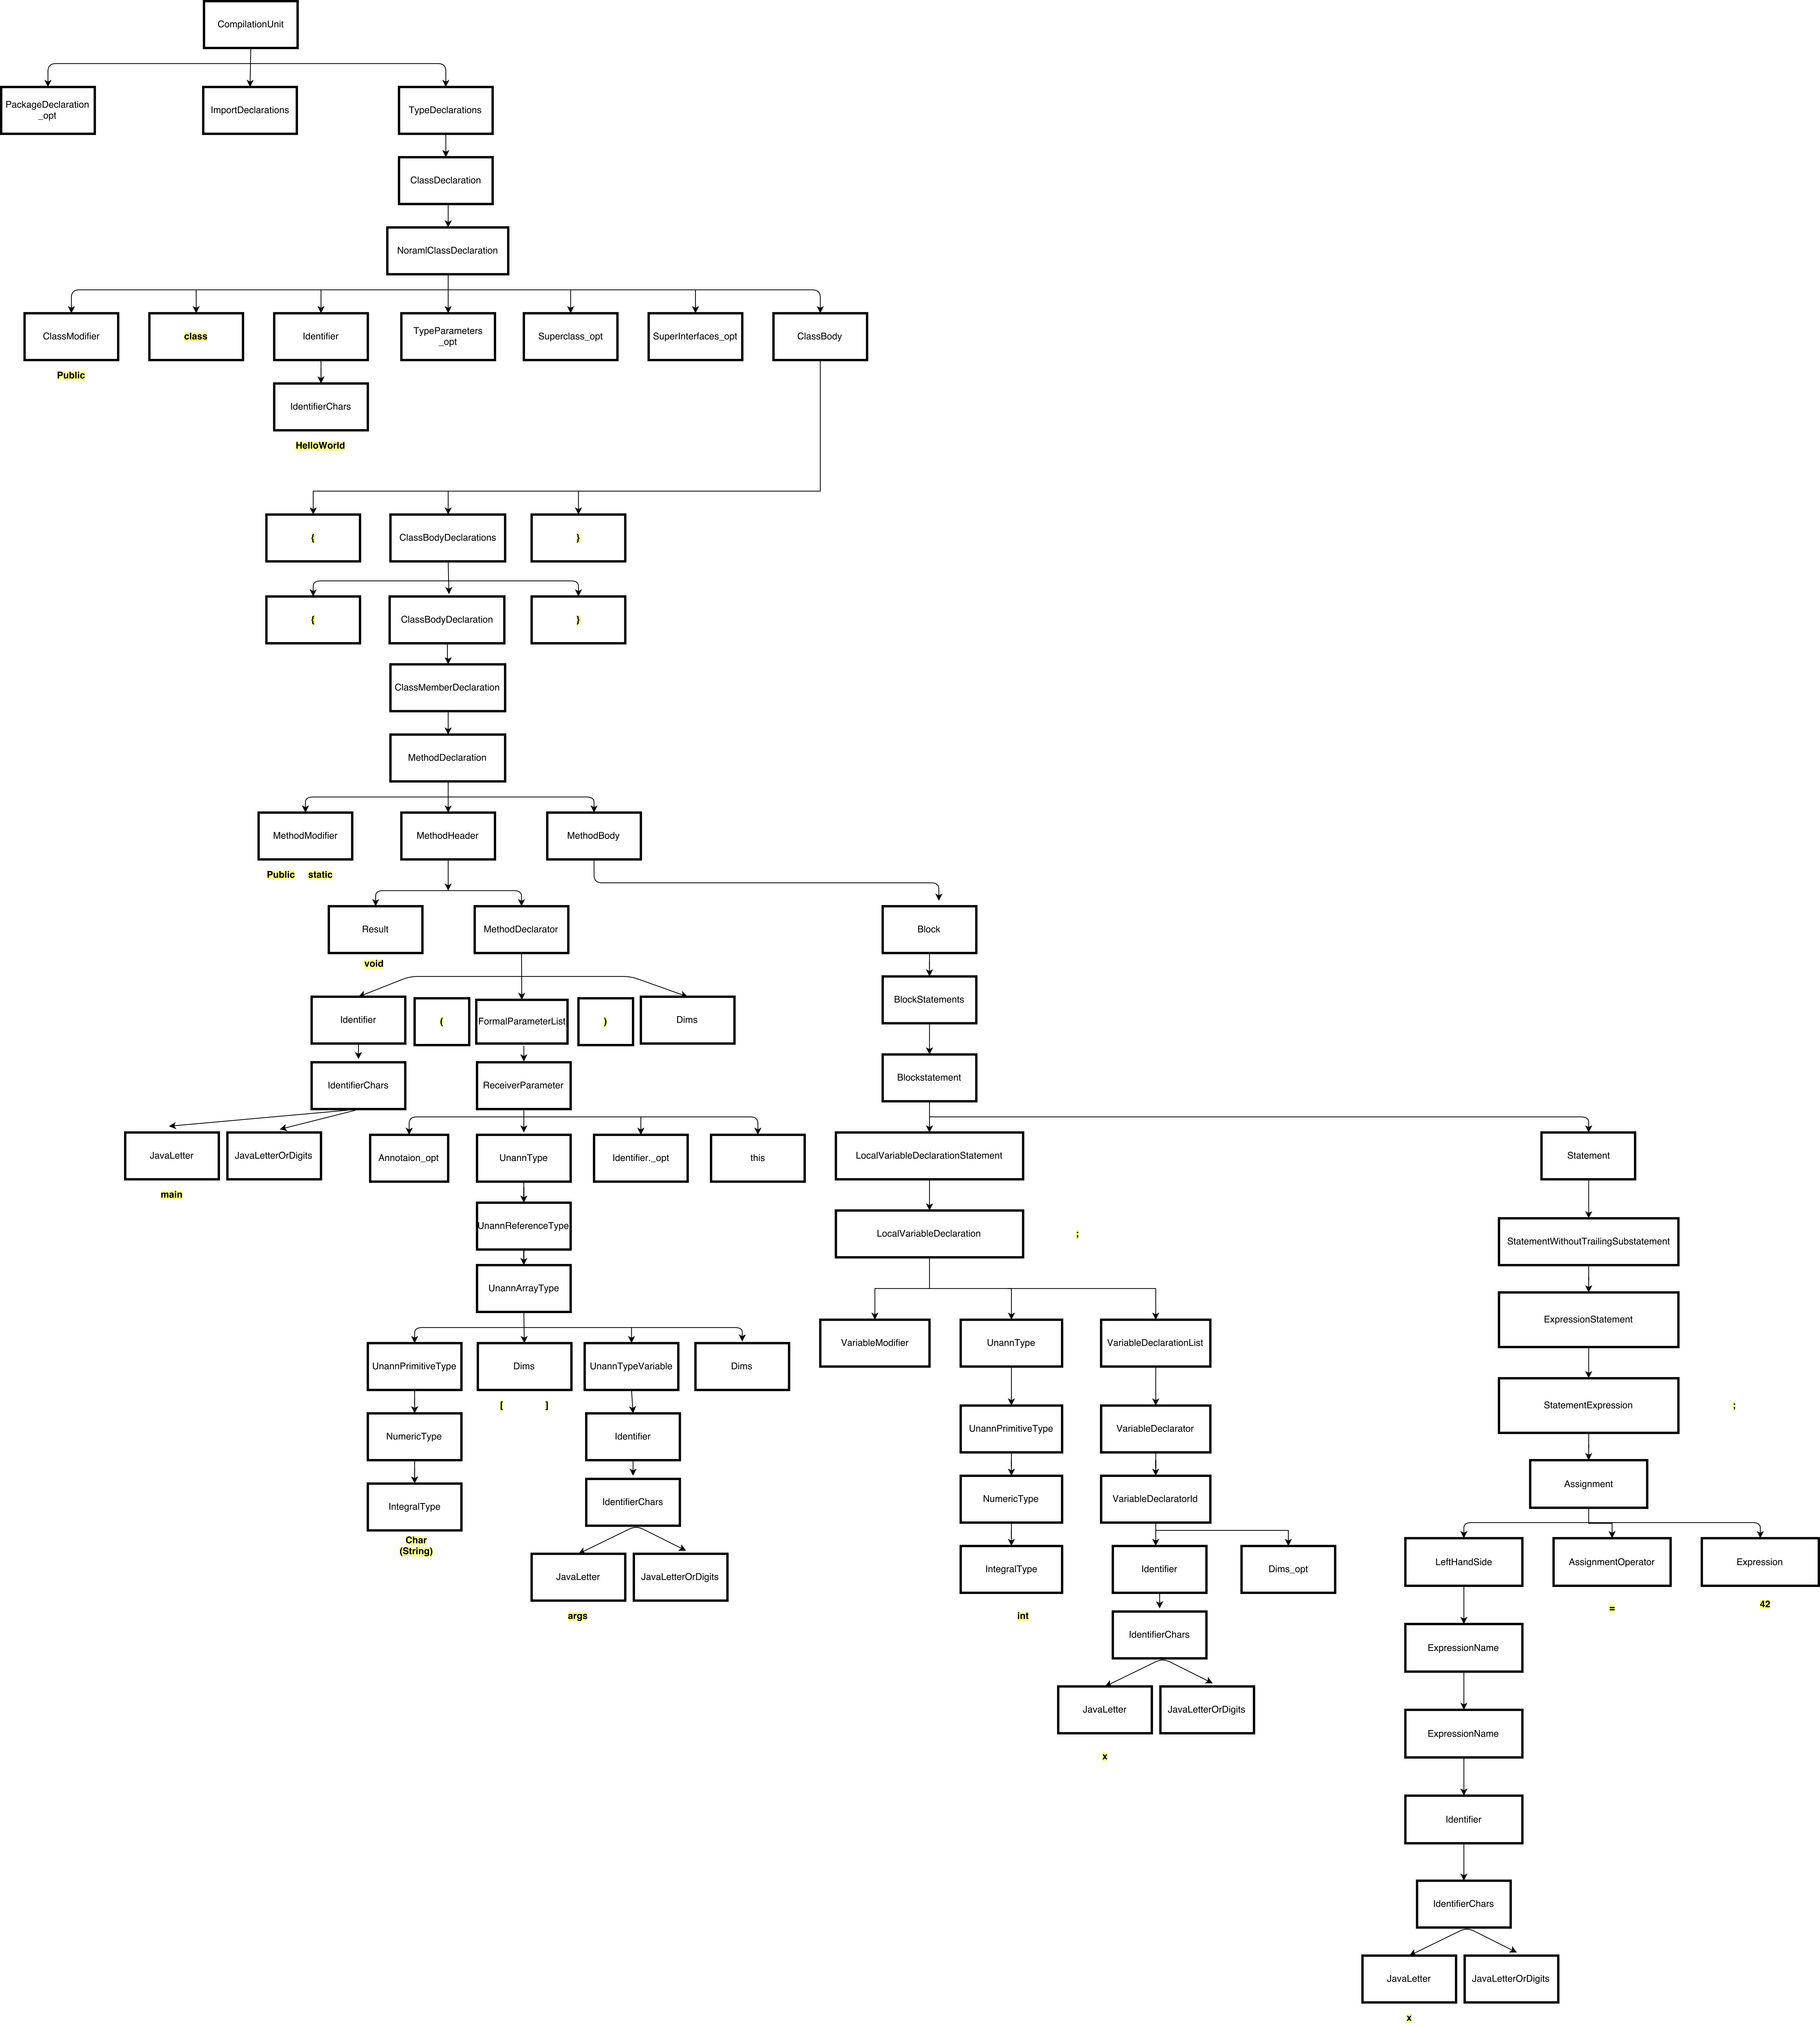 CompilationUnit
PackageDeclaration
_opt
ImportDeclarations
TypeDeclarations
ClassDeclaration
NoramlClassDeclaration
ClassModifier
class
Identifier
TypeParameters
_opt
Superclass_opt
SuperInterfaces_opt
ClassBody
Public
IdentifierChars
HelloWorld
{
ClassBodyDeclarations
}
{
ClassBodyDeclaration
}
ClassMemberDeclaration
MethodDeclaration
MethodModifier
MethodHeader
MethodBody
Public static
Result
MethodDeclarator
Block
void
BlockStatements
Identifier
(
FormalParameterList
)
Dims
Blockstatement
IdentifierChars
ReceiverParameter
JavaLetter
JavaLetterOrDigits
Annotaion_opt
UnannType
Identifier._opt
this
LocalVariableDeclarationStatement
Statement
main
UnannReferenceType
LocalVariableDeclaration
;
StatementWithoutTrailingSubstatement
UnannArrayType
ExpressionStatement
UnannPrimitiveType
Dims
UnannTypeVariable
Dims
VariableModifier
UnannType
VariableDeclarationList
[ ]
StatementExpression
;
NumericType
Identifier
UnannPrimitiveType
VariableDeclarator
Assignment
IntegralType
IdentifierChars
NumericType
VariableDeclaratorId
Char
(String)
JavaLetter
JavaLetterOrDigits
IntegralType
Identifier
Dims_opt
LeftHandSide
AssignmentOperator
Expression
args
int
=
42
IdentifierChars
ExpressionName
JavaLetter
JavaLetterOrDigits
ExpressionName
x
Identifier
IdentifierChars
JavaLetter
JavaLetterOrDigits
x